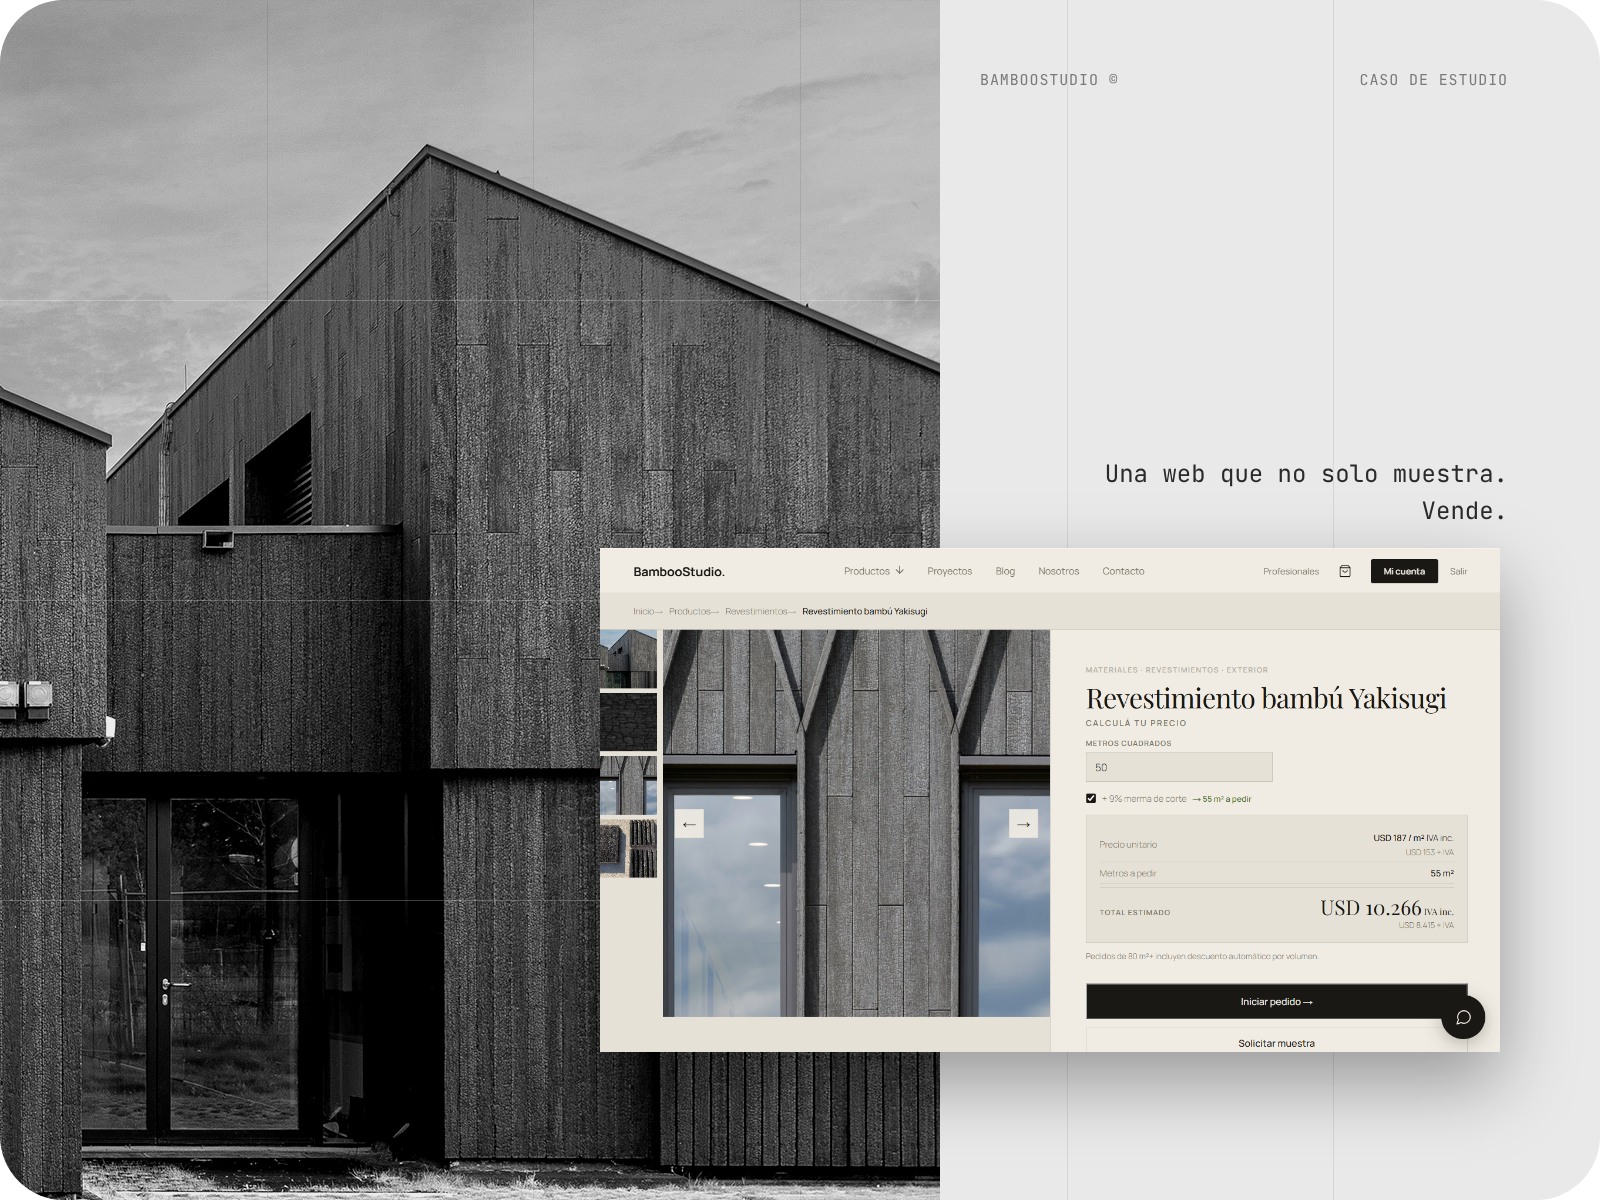 BAMBOOSTUDIO ©
CASO DE ESTUDIO
Una web que no solo muestra.
Vende.
BambooStudio.
Productos ↓
Proyectos
Blog
Nosotros
Contacto
Profesionales
Mi cuenta
Salir
Inicio→ Productos→ Revestimientos→ Revestimiento bambú Yakisugi
MATERIALES · REVESTIMIENTOS · EXTERIOR
Revestimiento bambú Yakisugi
CALCULÁ TU PRECIO
METROS CUADRADOS
50
+ 9% merma de corte → 55 m² a pedir
Precio unitario
USD 187 / m² IVA inc.
USD 153 + IVA
Metros a pedir
55 m²
TOTAL ESTIMADO
USD 10.266 IVA inc.
USD 8.415 + IVA
Pedidos de 80 m²+ incluyen descuento automático por volumen.
← →
Iniciar pedido →
Solicitar muestra